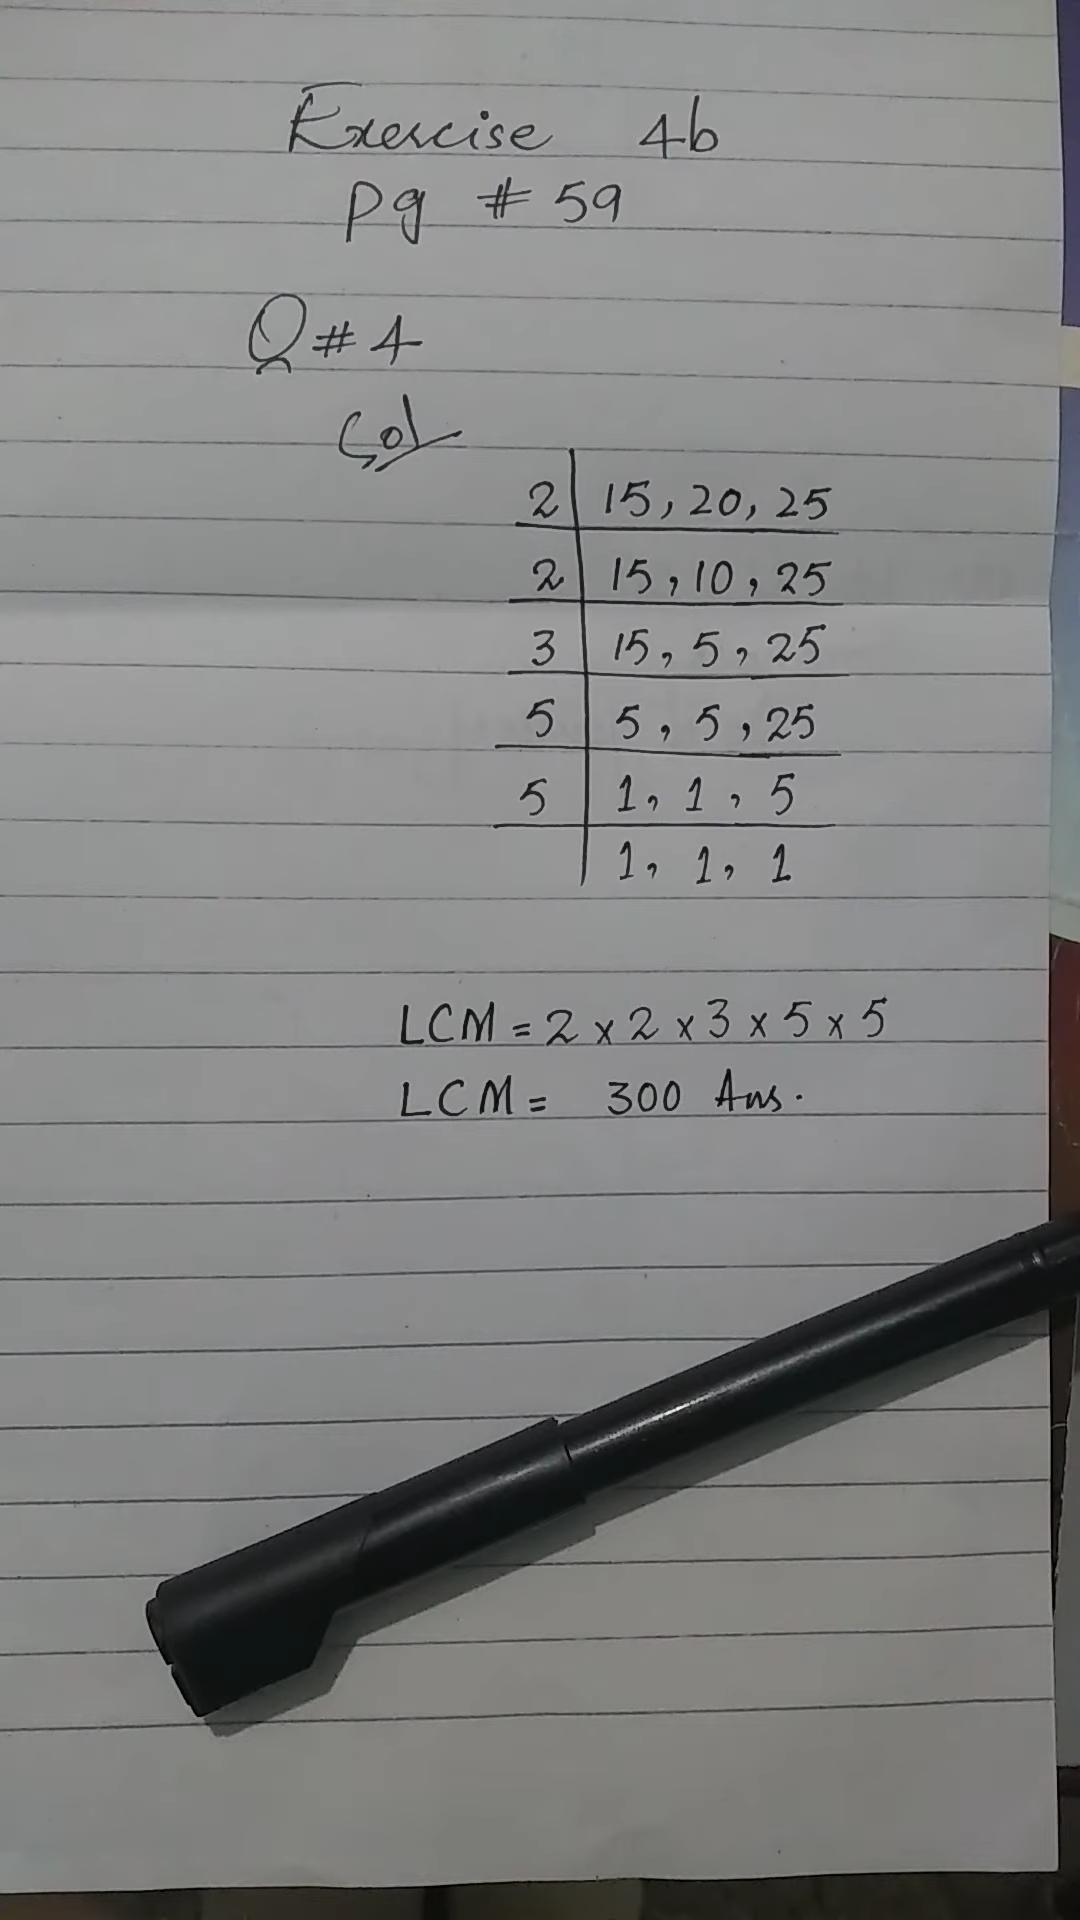 Exercise 4b
Pg # 59
Q # 4
Sol
2 | 15, 20, 25
2 | 15, 10, 25
3 | 15, 5, 25
5 | 5, 5, 25
5 | 1, 1, 5
| 1, 1, 1
LCM = 2 x 2 x 3 x 5 x 5
LCM = 300 Ans.